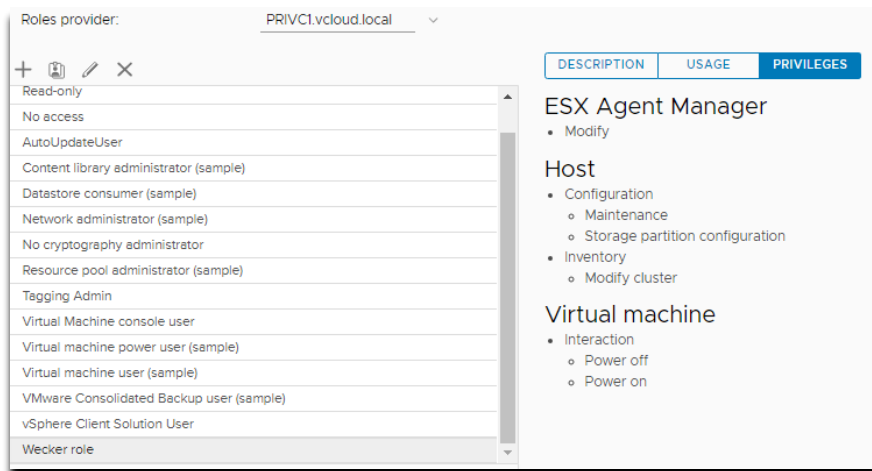 Roles provider: PRIVC1.vcloud.local
Read-only
No access
AutoUpdateUser
Content library administrator (sample)
Datastore consumer (sample)
Network administrator (sample)
No cryptography administrator
Resource pool administrator (sample)
Tagging Admin
Virtual Machine console user
Virtual machine power user (sample)
Virtual machine user (sample)
VMware Consolidated Backup user (sample)
vSphere Client Solution User
Wecker role
DESCRIPTION USAGE PRIVILEGES
ESX Agent Manager
Modify
Host
Configuration
Maintenance
Storage partition configuration
Inventory
Modify cluster
Virtual machine
Interaction
Power off
Power on